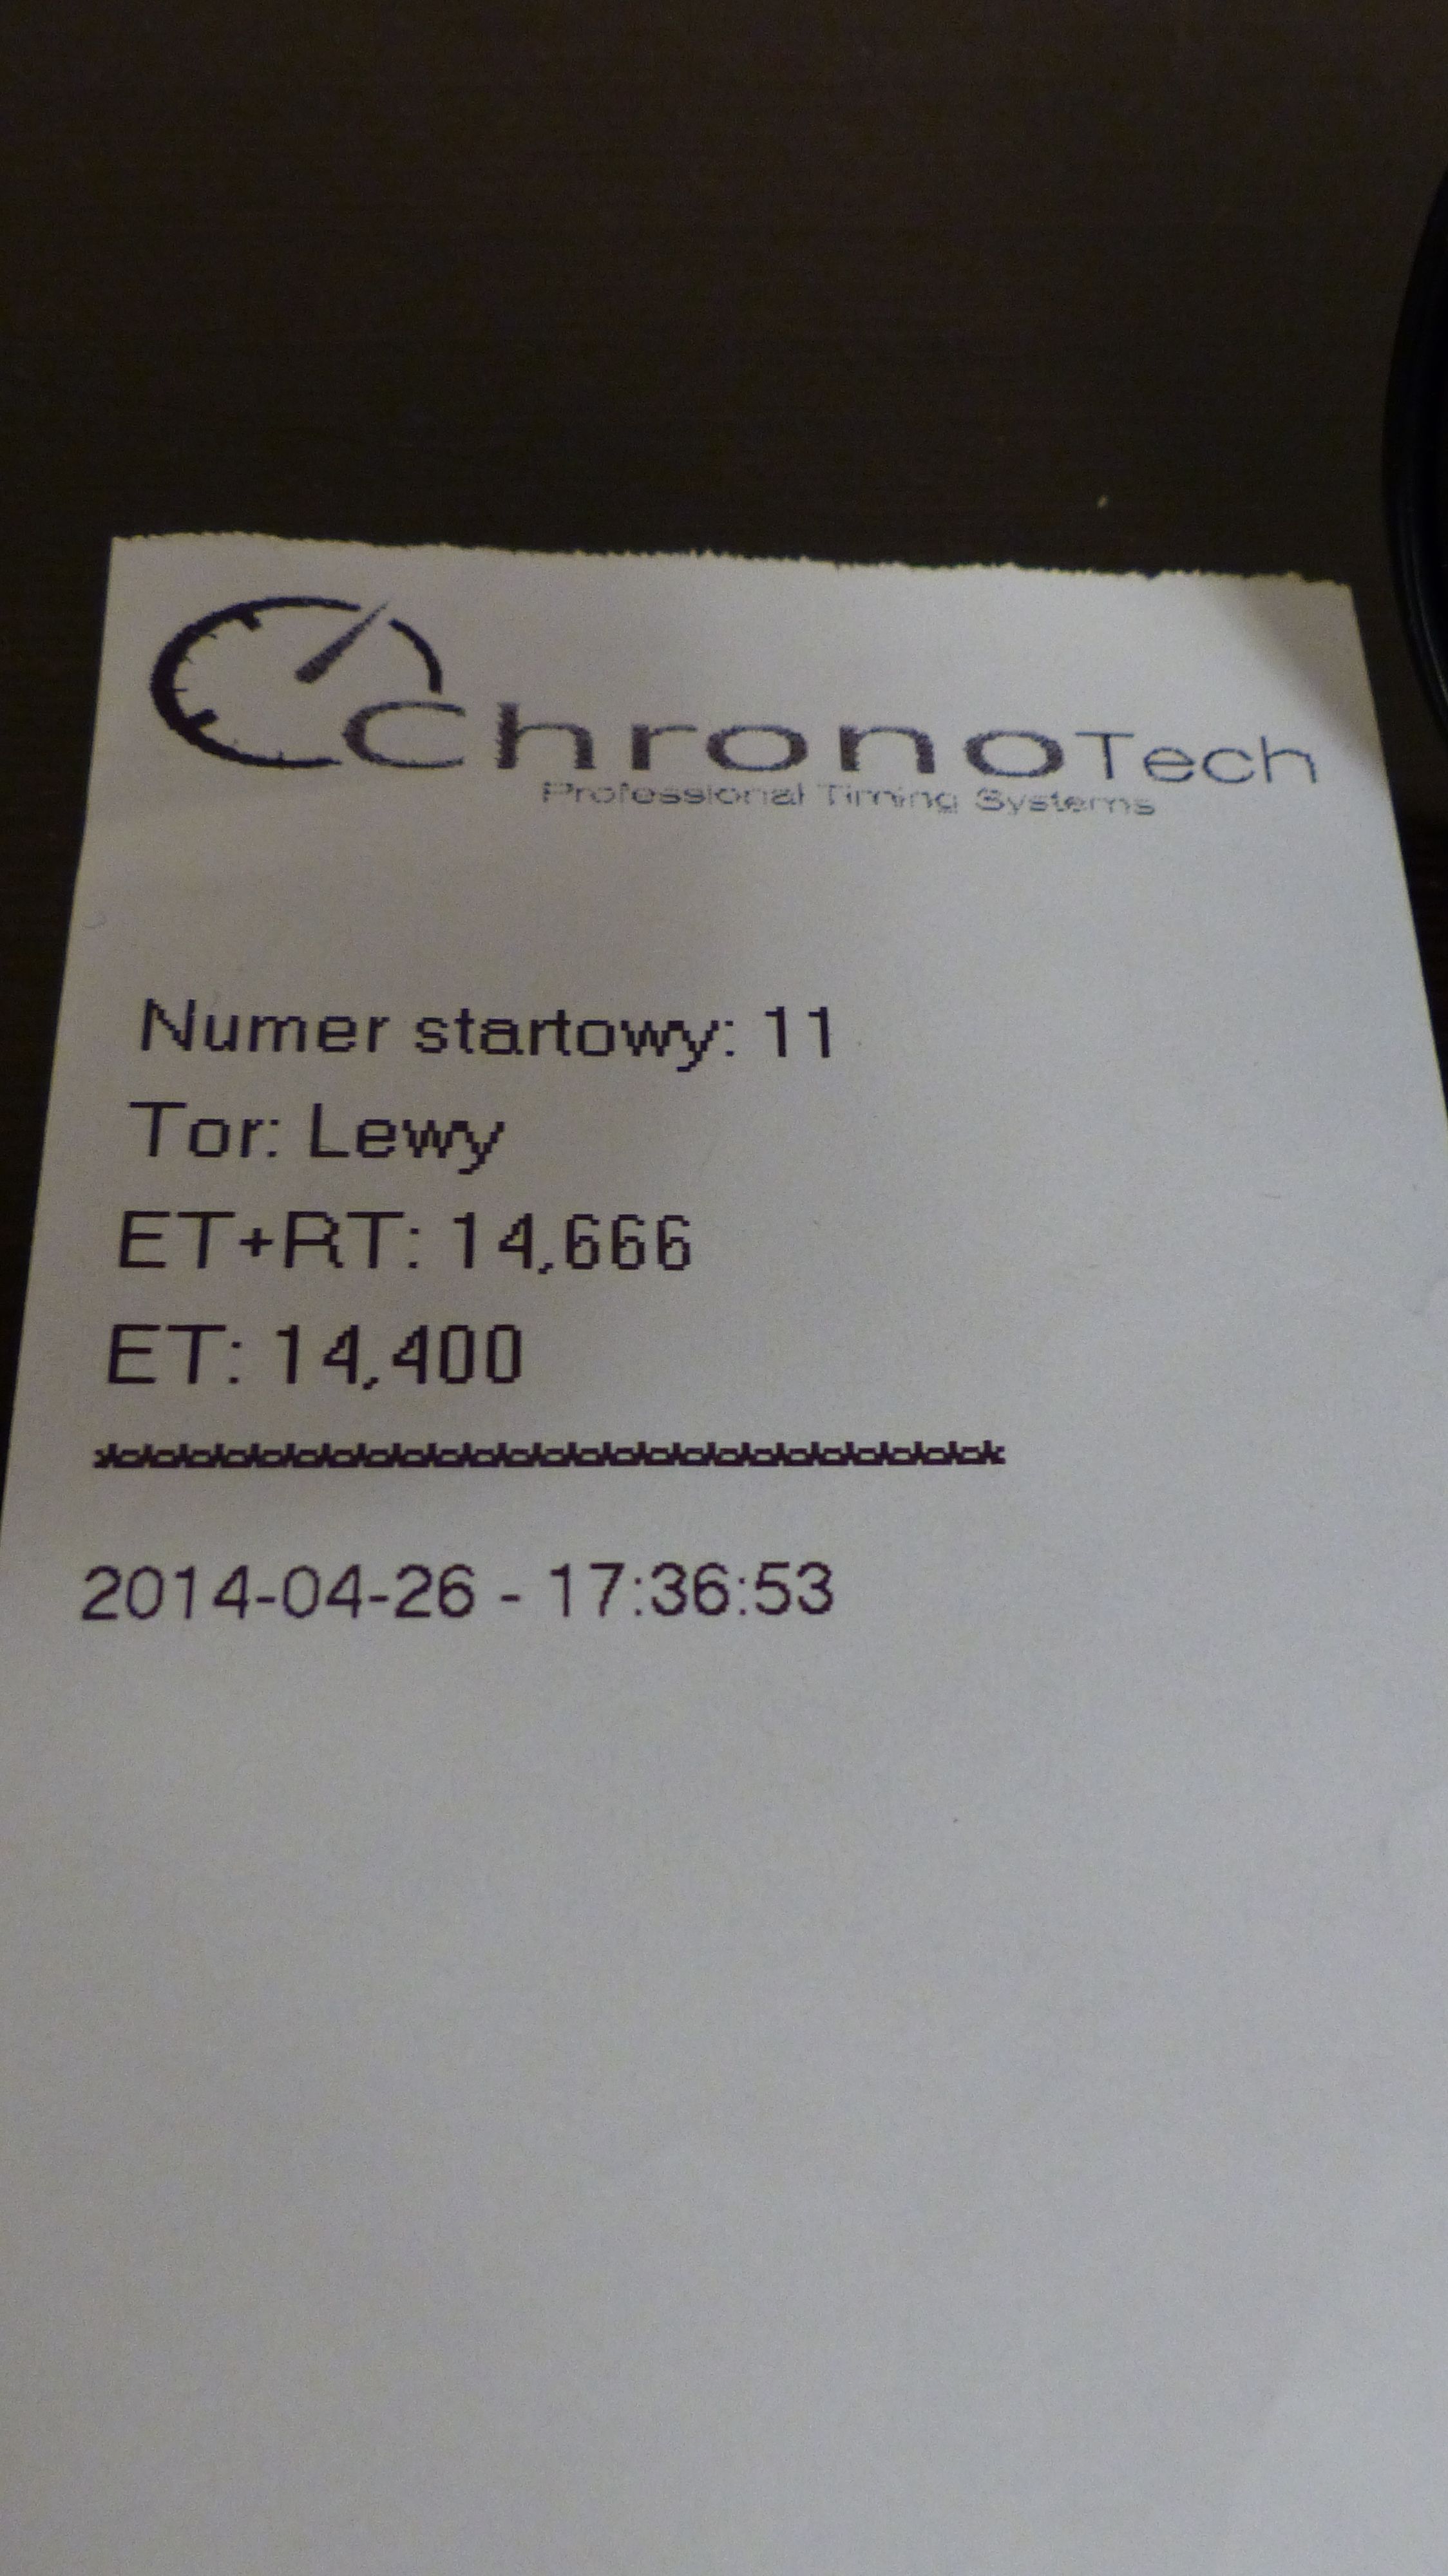 ChronoTech
Professional Timing Systems
Numer startowy: 11
Tor: Lewy
ET+RT: 14,666
ET: 14,400
**************************
2014-04-26 - 17:36:53